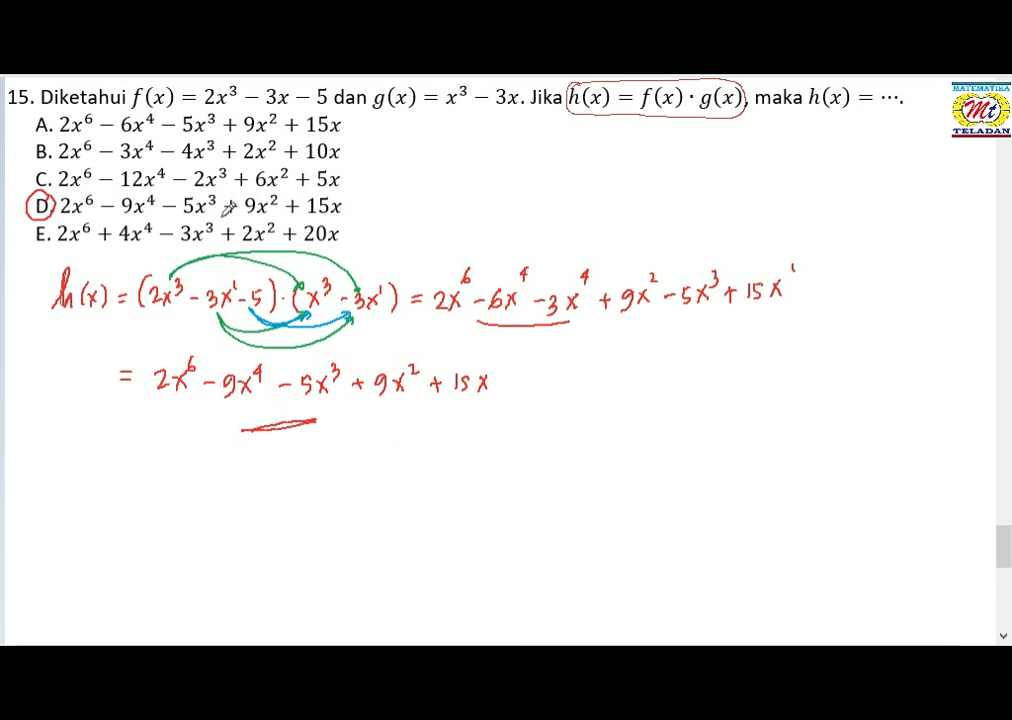 15. Diketahui f(x) = 2x³ − 3x − 5 dan g(x) = x³ − 3x. Jika h(x) = f(x) · g(x), maka h(x) = ⋯.
A. 2x⁶ − 6x⁴ − 5x³ + 9x² + 15x
B. 2x⁶ − 3x⁴ − 4x³ + 2x² + 10x
C. 2x⁶ − 12x⁴ − 2x³ + 6x² + 5x
D. 2x⁶ − 9x⁴ − 5x³ + 9x² + 15x
E. 2x⁶ + 4x⁴ − 3x³ + 2x² + 20x
MATEMATIKA
Mt
TELADAN
h(x) = (2x³ − 3x¹ − 5) · (x³ − 3x¹) = 2x⁶ − 6x⁴ − 3x⁴ + 9x² − 5x³ + 15x¹
= 2x⁶ − 9x⁴ − 5x³ + 9x² + 15x